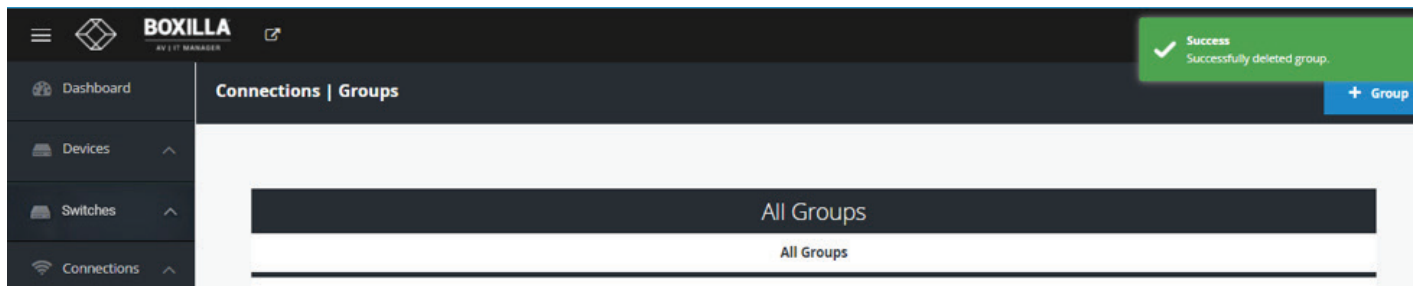 BOXILLA
AV | IT MANAGER
Success
Successfully deleted group.
Dashboard
Connections | Groups
+ Group
Devices
Switches
All Groups
All Groups
Connections